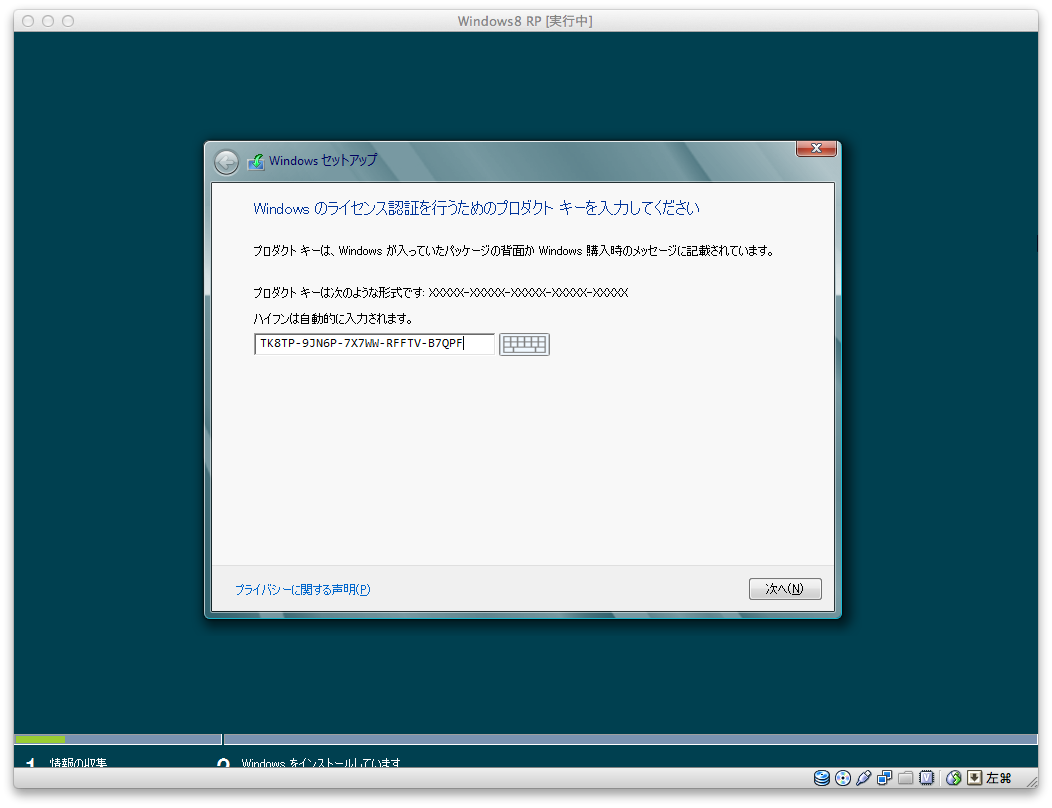 Windows8 RP [実行中]
Windows セットアップ
Windows のライセンス認証を行うためのプロダクト キーを入力してください
プロダクト キーは、Windows が入っていたパッケージの背面か Windows 購入時のメッセージに記載されています。
プロダクト キーは次のような形式です: XXXXX-XXXXX-XXXXX-XXXXX-XXXXX
ハイフンは自動的に入力されます。
TK8TP-9JN6P-7X7WW-RFFTV-B7QPF
プライバシーに関する声明(P)
次へ(N)
1 情報の収集
2 Windows をインストールしています
左⌘